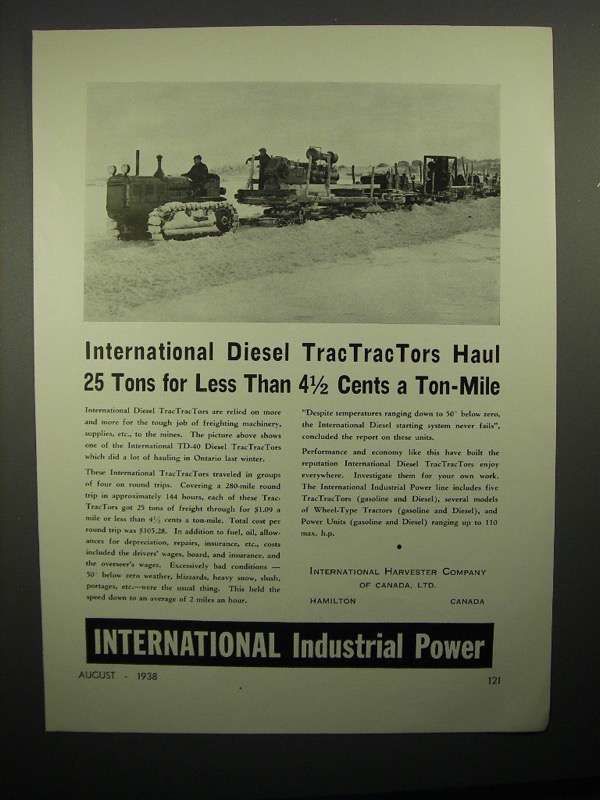 International Diesel TracTracTors Haul
25 Tons for Less Than 4½ Cents a Ton-Mile
International Diesel TracTracTors are relied on more
and more for the rough job of freighting machinery,
supplies, etc., to the mines. The picture above shows
one of the International TD-40 Diesel TracTracTors
which did a lot of hauling in Ontario last winter.
These International TracTracTors traveled in groups
of four on round trips. Covering a 280-mile round
trip in approximately 144 hours, each of these Trac-
TracTors got 25 tons of freight through for $1.09 a
mile or less than 4½ cents a ton-mile. Total cost per
round trip was $305.28. In addition to fuel, oil, allow-
ances for depreciation, repairs, insurance, etc., costs
included the drivers' wages, board, and insurance, and
the overseer's wages. Excessively bad conditions —
50° below zero weather, blizzards, heavy snow, slush,
portages, etc.—were the usual thing. This held the
speed down to an average of 2 miles an hour.
"Despite temperatures ranging down to 50° below zero,
the International Diesel starting system never fails",
concluded the report on these units.
Performance and economy like this have built the
reputation International Diesel TracTracTors enjoy
everywhere. Investigate them for your own work.
The International Industrial Power line includes five
TracTracTors (gasoline and Diesel), several models
of Wheel-Type Tractors (gasoline and Diesel), and
Power Units (gasoline and Diesel) ranging up to 110
max. h.p.
•
INTERNATIONAL HARVESTER COMPANY
OF CANADA, LTD.
HAMILTON CANADA
INTERNATIONAL Industrial Power
AUGUST - 1938
121